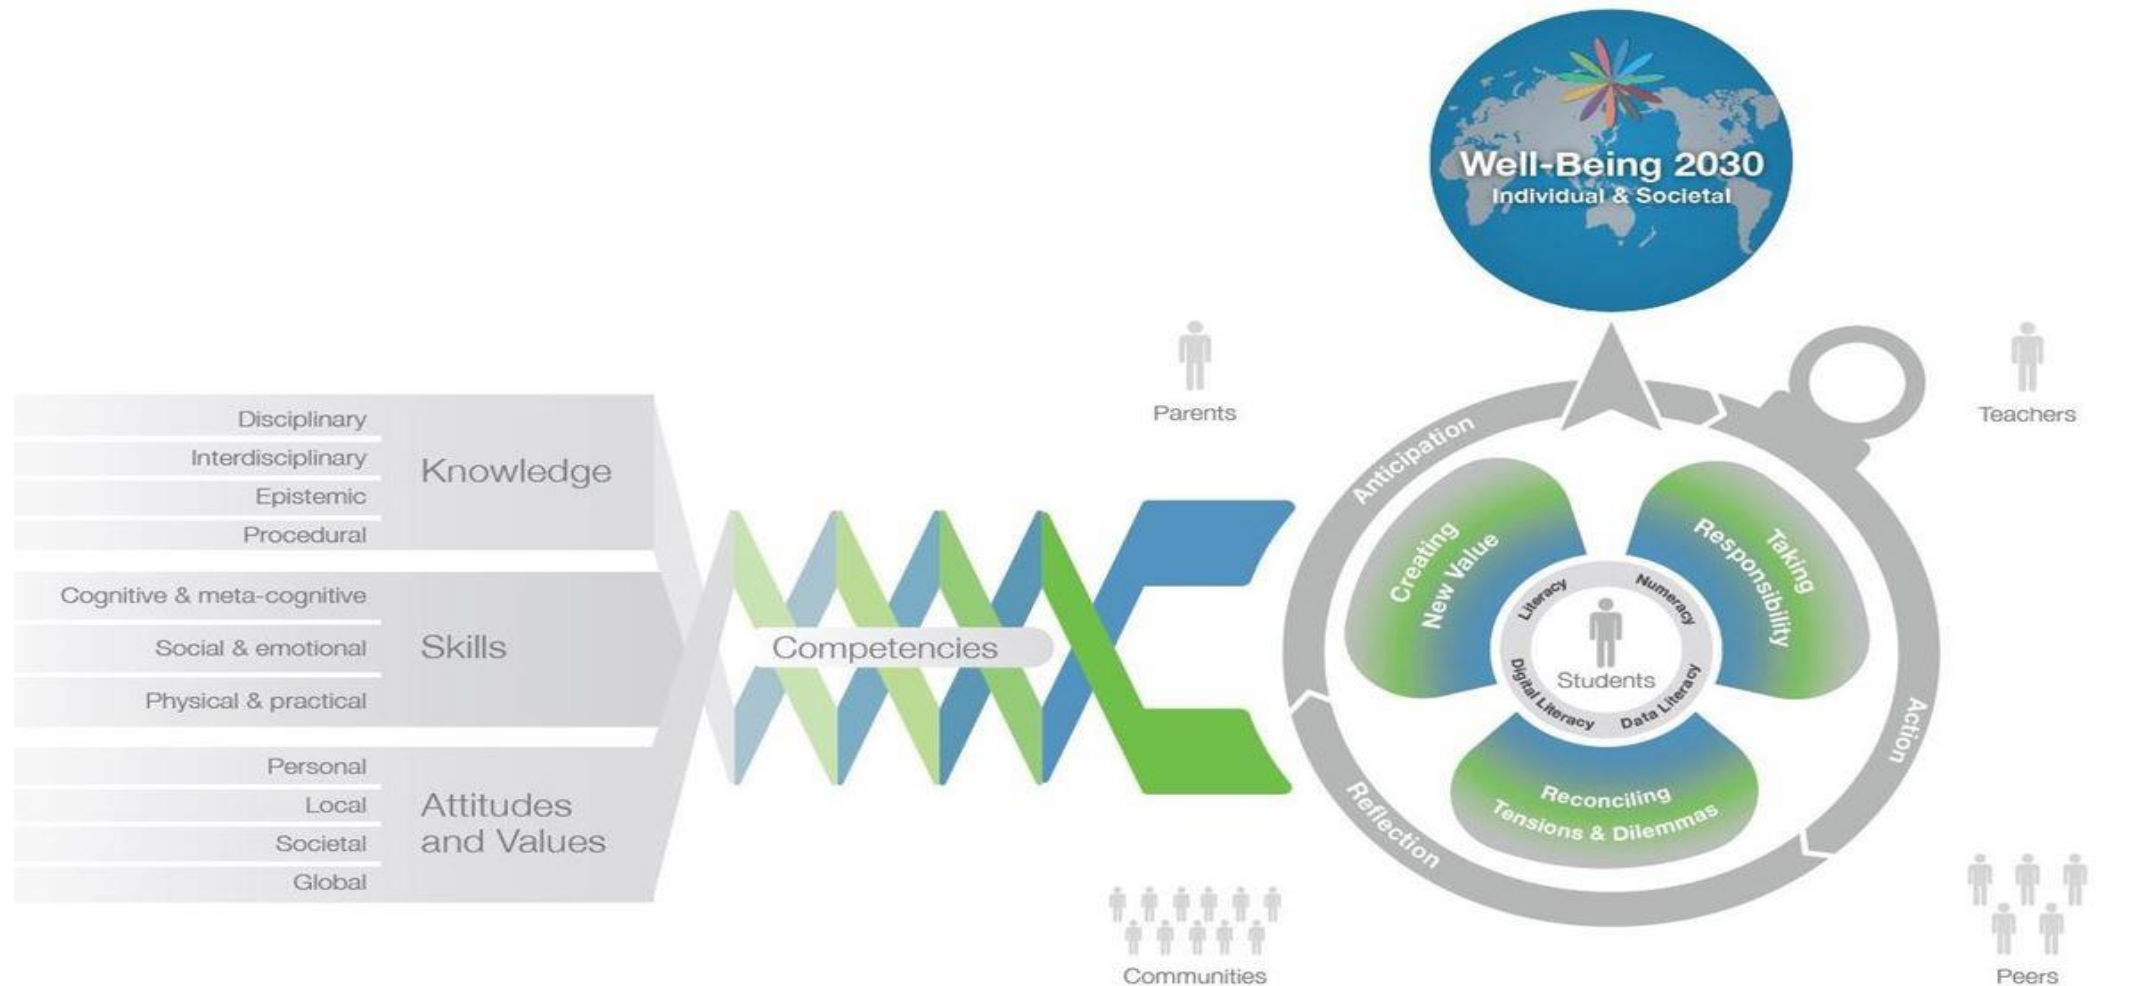 Disciplinary
Interdisciplinary
Epistemic
Procedural
Knowledge
Cognitive & meta-cognitive
Social & emotional
Physical & practical
Skills
Personal
Local
Societal
Global
Attitudes
and Values
Competencies
Well-Being 2030
Individual & Societal
Parents
Teachers
Anticipation
Action
Reflection
Creating
New Value
Taking
Responsibility
Reconciling
Tensions & Dilemmas
Literacy
Numeracy
Digital Literacy
Data Literacy
Students
Communities
Peers